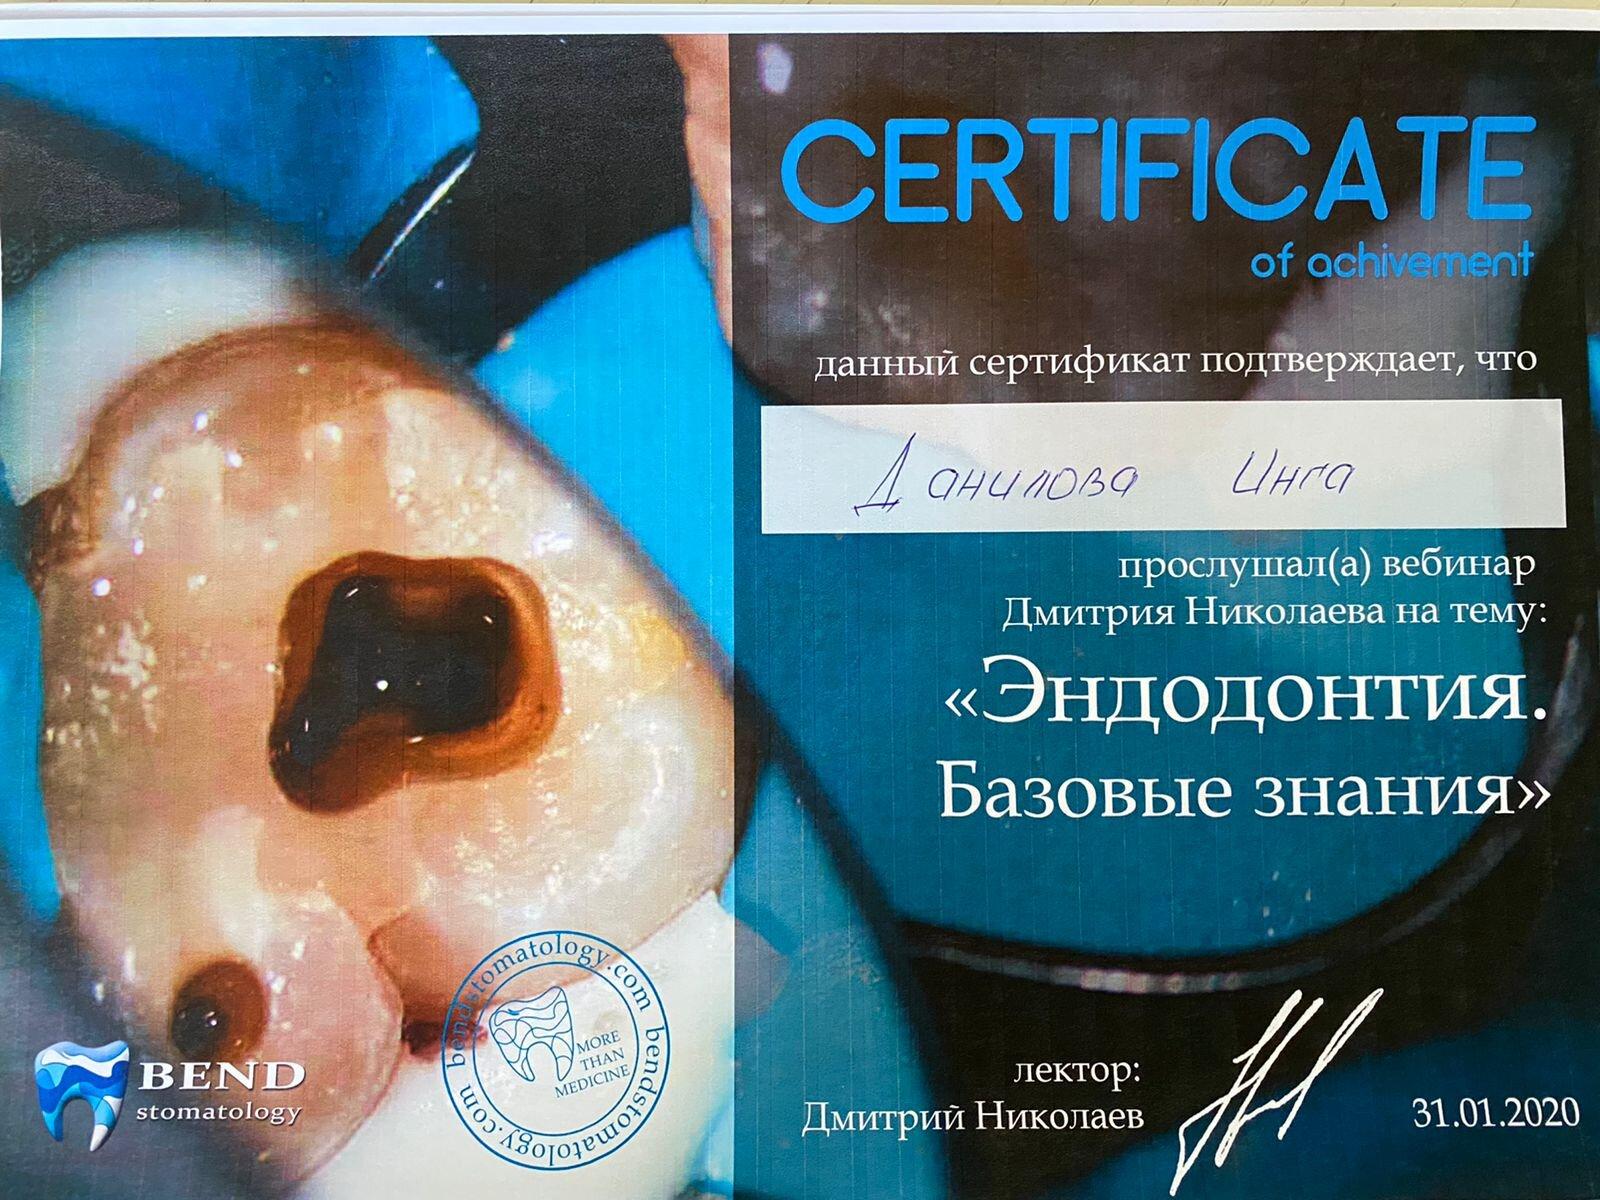 CERTIFICATE
of achivement
данный сертификат подтверждает, что
Данилова Инга
прослушал(а) вебинар
Дмитрия Николаева на тему:
«Эндодонтия.
Базовые знания»
BEND
stomatology
bendstomatology.com bendstomatology.com
MORE
THAN
MEDICINE
лектор:
Дмитрий Николаев
31.01.2020